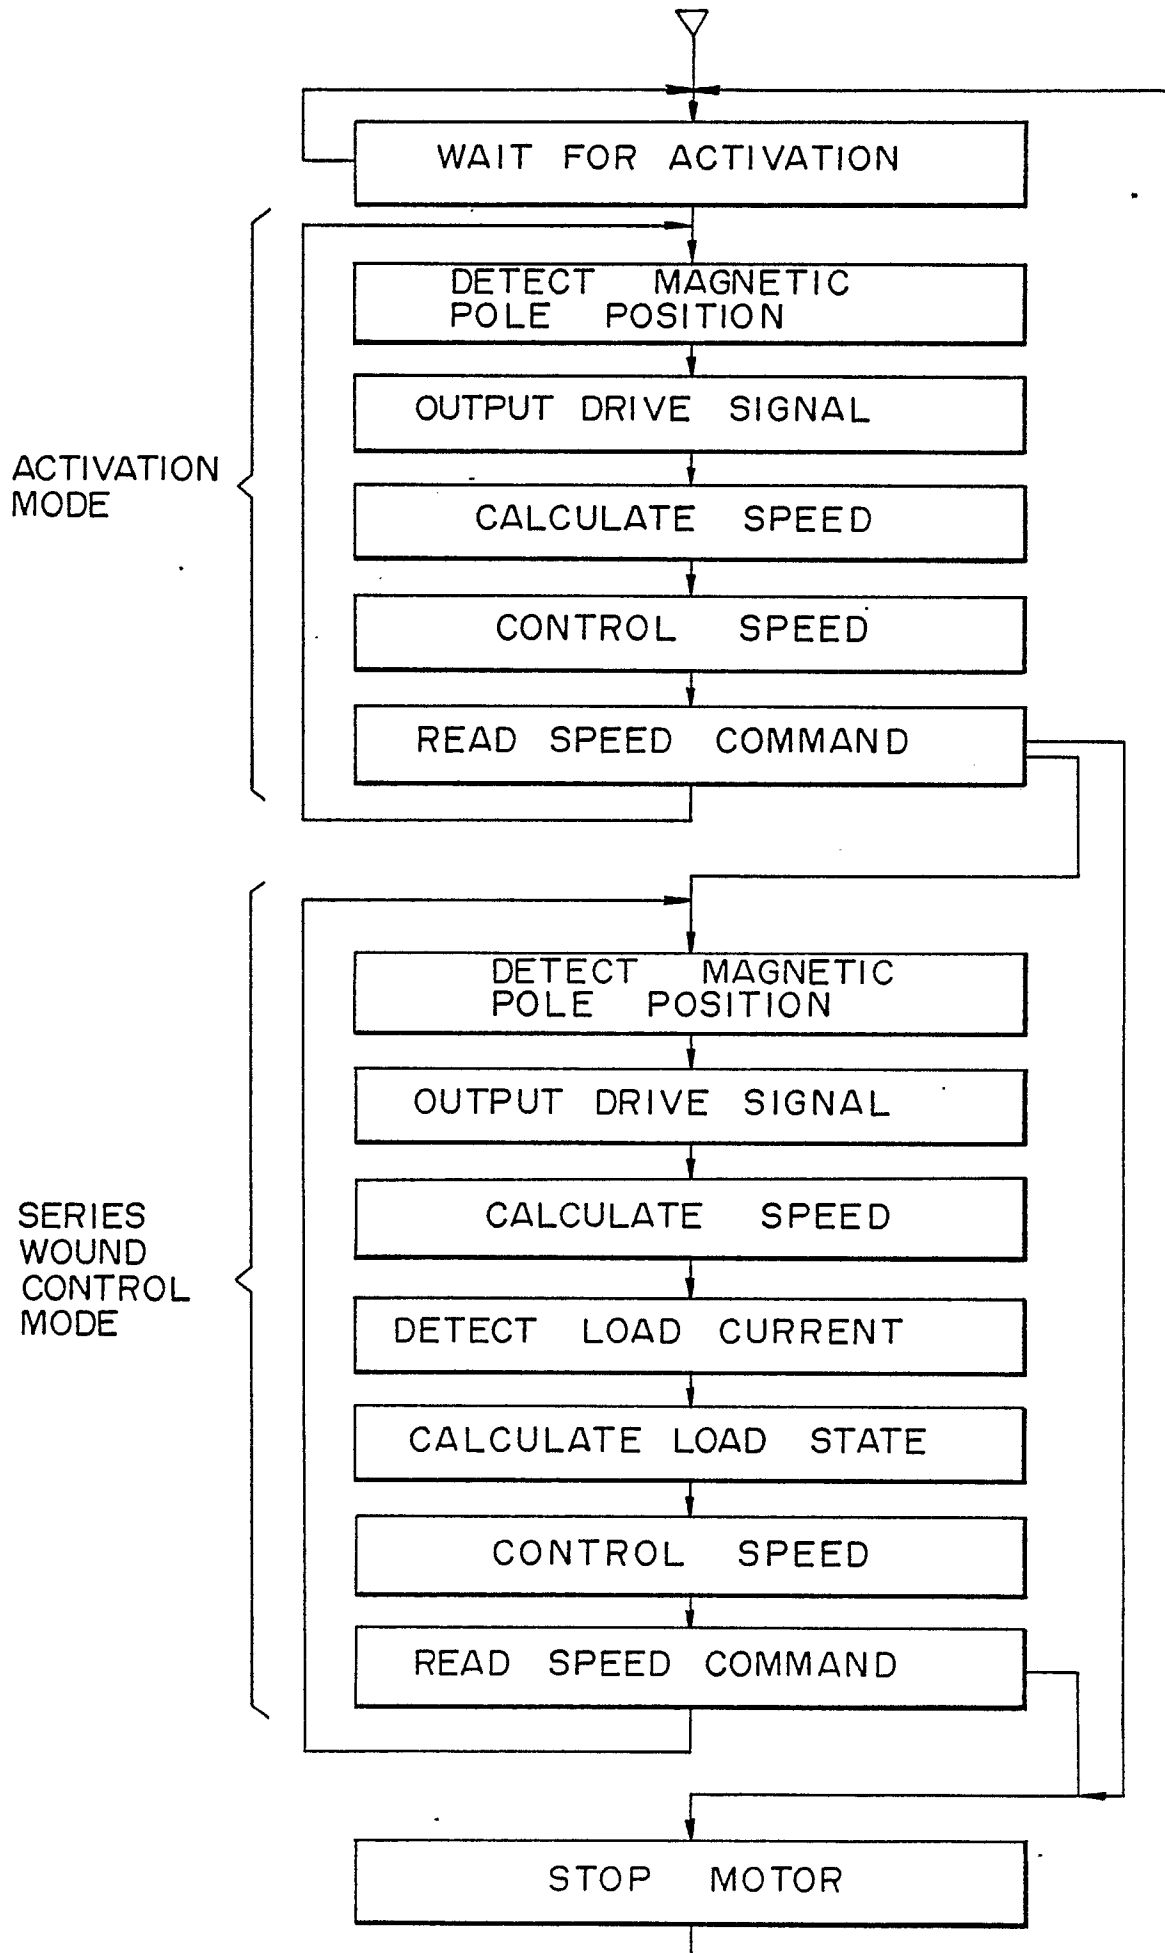 WAIT FOR ACTIVATION
DETECT MAGNETIC
POLE POSITION
OUTPUT DRIVE SIGNAL
ACTIVATION
MODE
CALCULATE SPEED
CONTROL SPEED
READ SPEED COMMAND
DETECT MAGNETIC
POLE POSITION
OUTPUT DRIVE SIGNAL
CALCULATE SPEED
SERIES
WOUND
CONTROL
MODE
DETECT LOAD CURRENT
CALCULATE LOAD STATE
CONTROL SPEED
READ SPEED COMMAND
STOP MOTOR